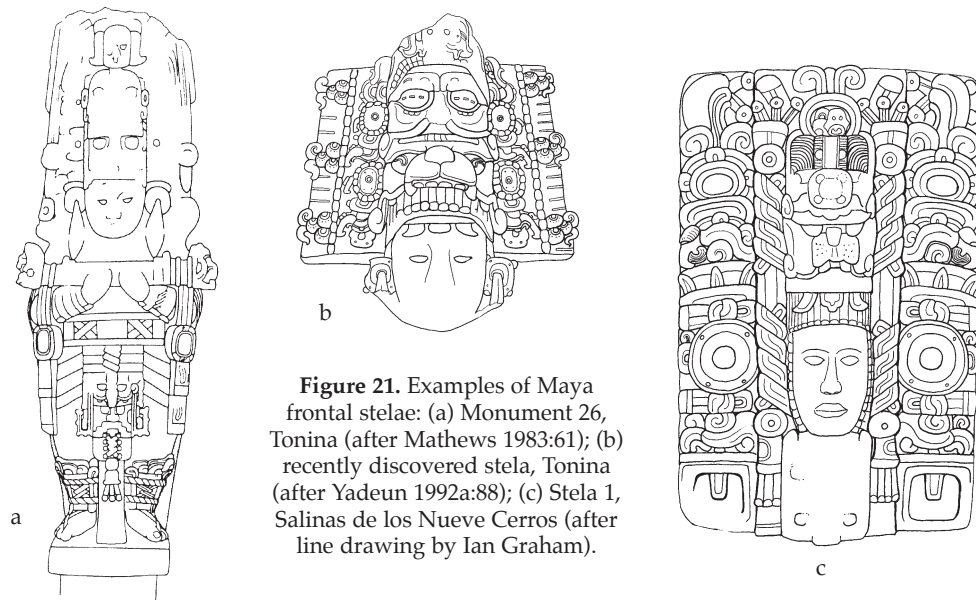 a
b
Figure 21. Examples of Maya
frontal stelae: (a) Monument 26,
Tonina (after Mathews 1983:61); (b)
recently discovered stela, Tonina
(after Yadeun 1992a:88); (c) Stela 1,
Salinas de los Nueve Cerros (after
line drawing by Ian Graham).
c